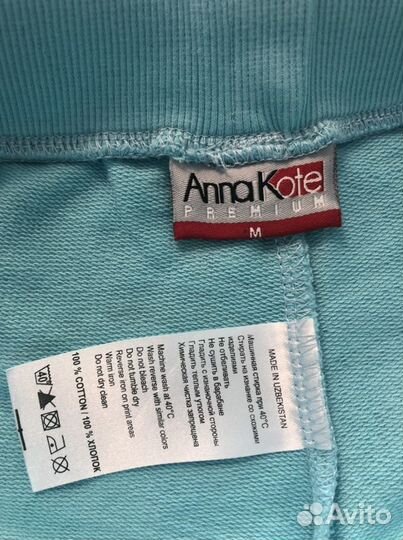 AnnaKote
PREMIUM
M
MADE IN UZBEKISTAN
Машинная стирка при 40°C
Стирать на изнанке со схожими
изделиями
Не отбеливать
Не сушить в барабане
Гладить с изнаночной стороны
Гладить теплым утюгом
Химическая чистка запрещена
Machine wash at 40°C
Wash reverse with similar colors
Do not bleach
Do not tumble dry
Reverse iron on print areas
Warm iron
Do not dry clean
100 % COTTON / 100 % ХЛОПОК
40°
Avito